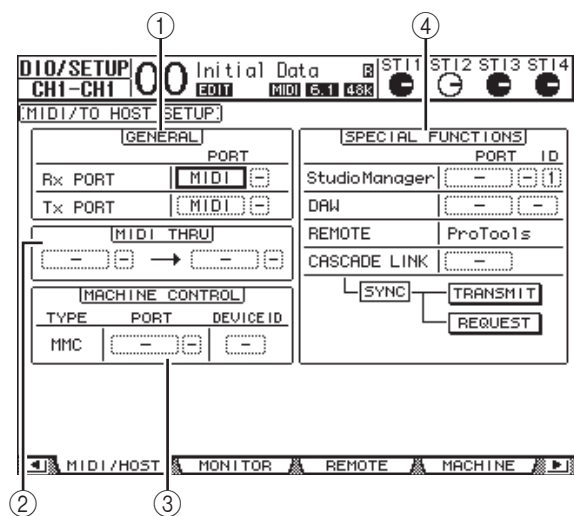 ① ④
DIO/SETUP 00 Initial Data B ST1 ST2 ST3 ST4
CH1-CH1 EDIT MIDI 6.1 48K
MIDI/TO HOST SETUP
GENERAL
PORT
Rx PORT MIDI -
Tx PORT MIDI -
MIDI THRU
- - → - -
MACHINE CONTROL
TYPE PORT DEVICE ID
MMC - - -
SPECIAL FUNCTIONS
PORT ID
StudioManager - - 1
DAW - -
REMOTE ProTools
CASCADE LINK -
SYNC TRANSMIT
REQUEST
MIDI/HOST MONITOR REMOTE MACHINE
② ③